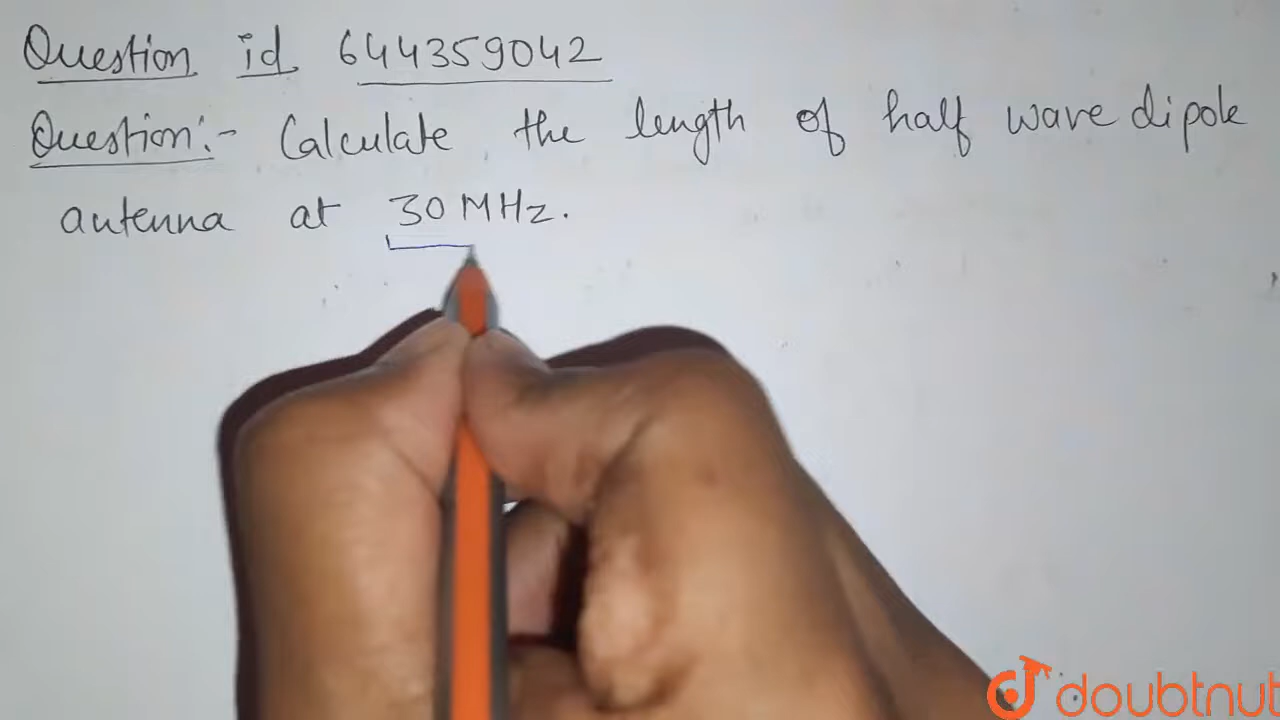 Question id 644359042
Question:- Calculate the length of half wave dipole
antenna at 30 MHz.
doubtnut